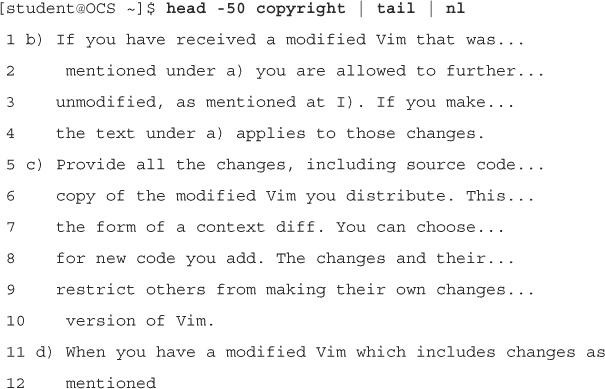 [student@OCS ~]$ head -50 copyright | tail | nl
1 b) If you have received a modified Vim that was...
2 mentioned under a) you are allowed to further...
3 unmodified, as mentioned at I). If you make...
4 the text under a) applies to those changes.
5 c) Provide all the changes, including source code...
6 copy of the modified Vim you distribute. This...
7 the form of a context diff. You can choose...
8 for new code you add. The changes and their...
9 restrict others from making their own changes...
10 version of Vim.
11 d) When you have a modified Vim which includes changes as
12 mentioned